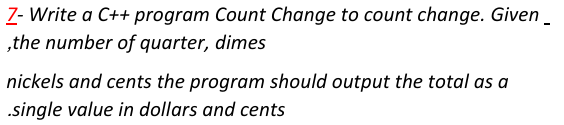 7- Write a C++ program Count Change to count change. Given _
,the number of quarter, dimes
nickels and cents the program should output the total as a
.single value in dollars and cents